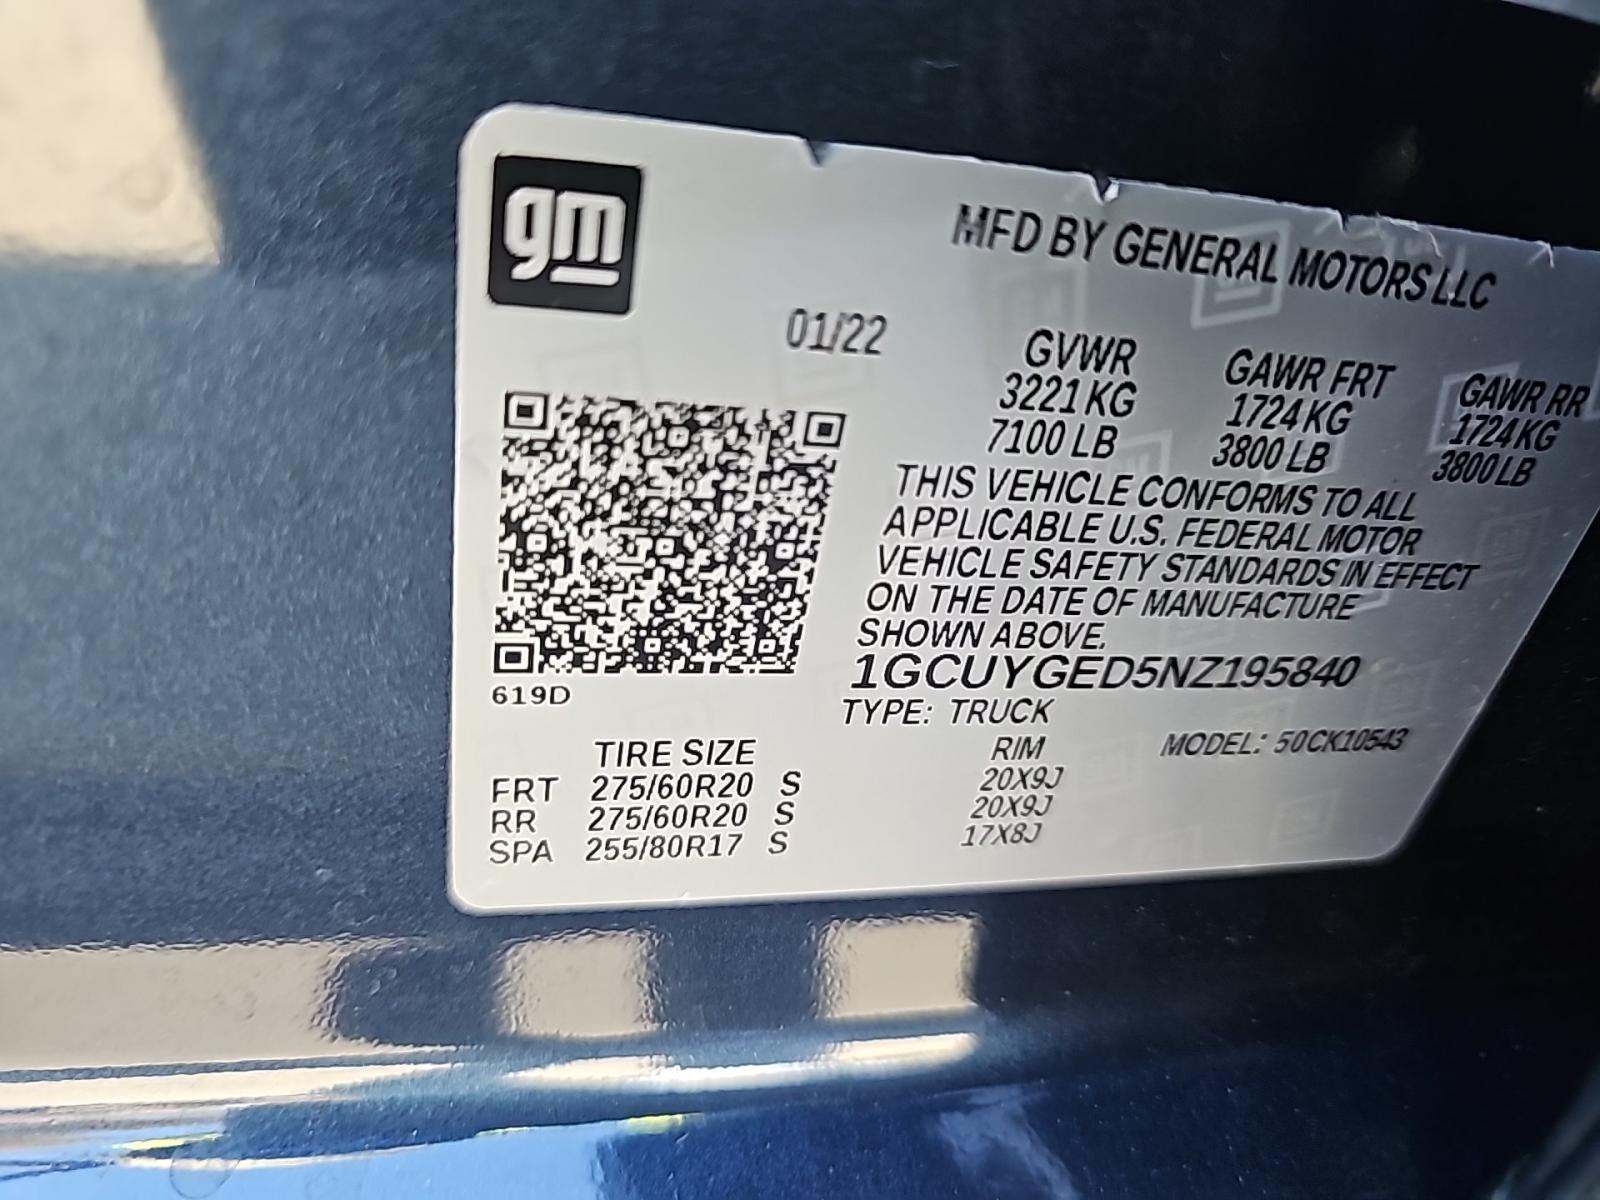 gm
MFD BY GENERAL MOTORS LLC
01/22
GVWR GAWR FRT GAWR RR
3221 KG 1724 KG 1724 KG
7100 LB 3800 LB 3800 LB
THIS VEHICLE CONFORMS TO ALL
APPLICABLE U.S. FEDERAL MOTOR
VEHICLE SAFETY STANDARDS IN EFFECT
ON THE DATE OF MANUFACTURE
SHOWN ABOVE.
1GCUYGED5NZ195840
619D
TYPE: TRUCK
MODEL: 50CK10543
TIRE SIZE RIM
FRT 275/60R20 S 20X9J
RR 275/60R20 S 20X9J
SPA 255/80R17 S 17X8J